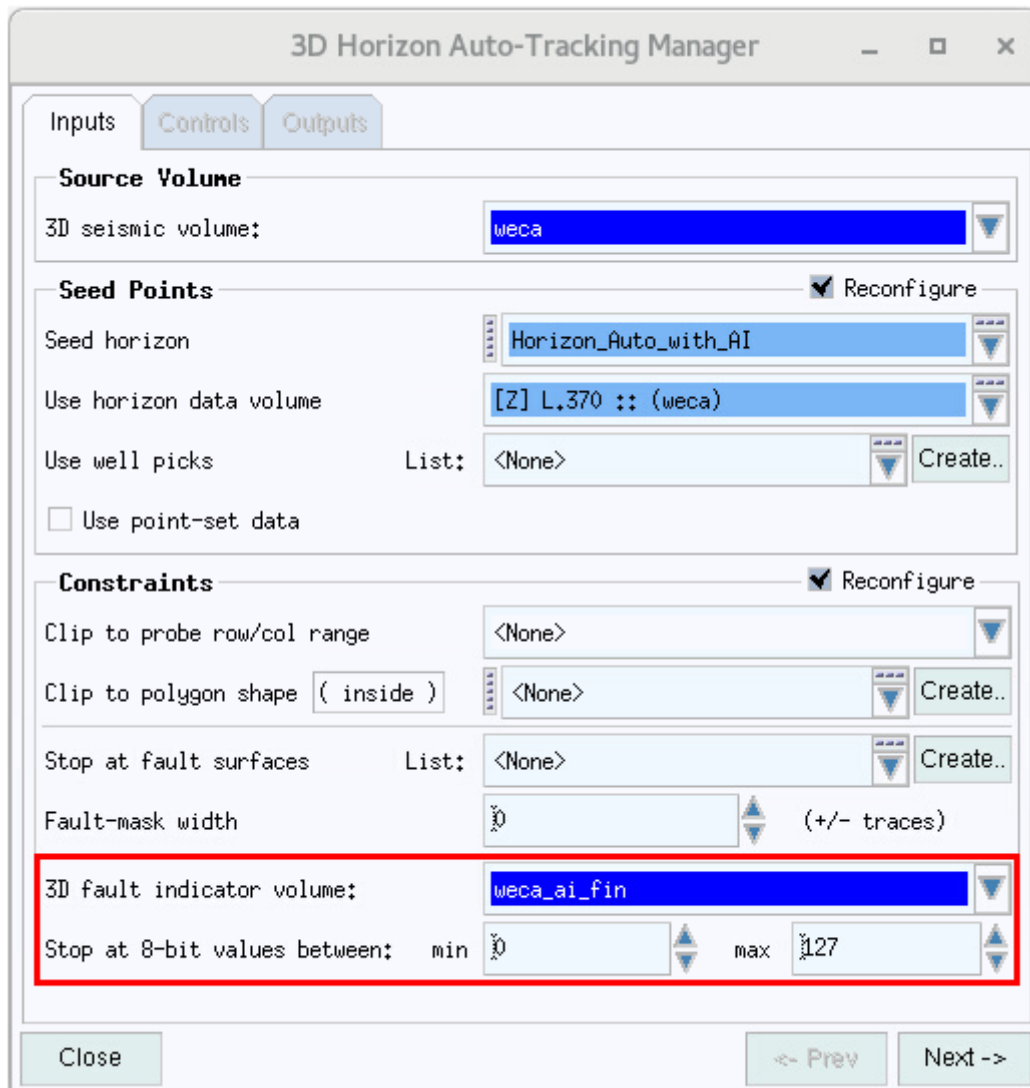 3D Horizon Auto-Tracking Manager
Inputs Controls Outputs
Source Volume
3D seismic volume: weca
Seed Points Reconfigure
Seed horizon Horizon_Auto_with_AI
Use horizon data volume [Z] L.370 :: (weca)
Use well picks List: <None> Create..
Use point-set data
Constraints Reconfigure
Clip to probe row/col range <None>
Clip to polygon shape ( inside ) <None> Create..
Stop at fault surfaces List: <None> Create..
Fault-mask width 0 (+/- traces)
3D fault indicator volume: weca_ai_fin
Stop at 8-bit values between: min 0 max 127
Close <- Prev Next ->